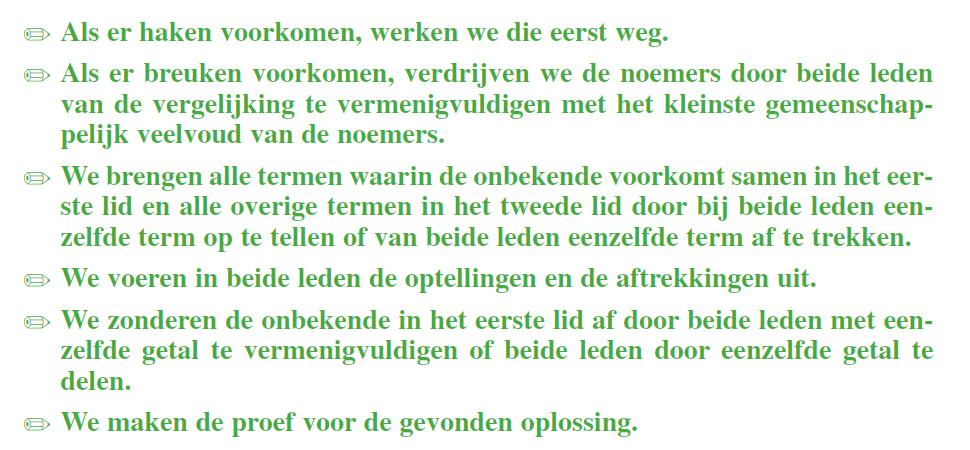 Als er haken voorkomen, werken we die eerst weg.
Als er breuken voorkomen, verdrijven we de noemers door beide leden
van de vergelijking te vermenigvuldigen met het kleinste gemeenschap-
pelijk veelvoud van de noemers.
We brengen alle termen waarin de onbekende voorkomt samen in het eer-
ste lid en alle overige termen in het tweede lid door bij beide leden een-
zelfde term op te tellen of van beide leden eenzelfde term af te trekken.
We voeren in beide leden de optellingen en de aftrekkingen uit.
We zonderen de onbekende in het eerste lid af door beide leden met een-
zelfde getal te vermenigvuldigen of beide leden door eenzelfde getal te
delen.
We maken de proef voor de gevonden oplossing.